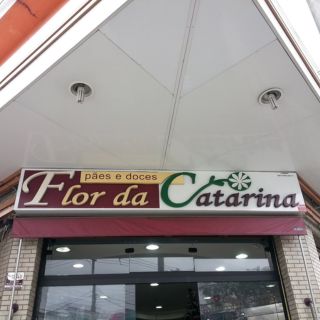 pães e doces
Flor da Catarina